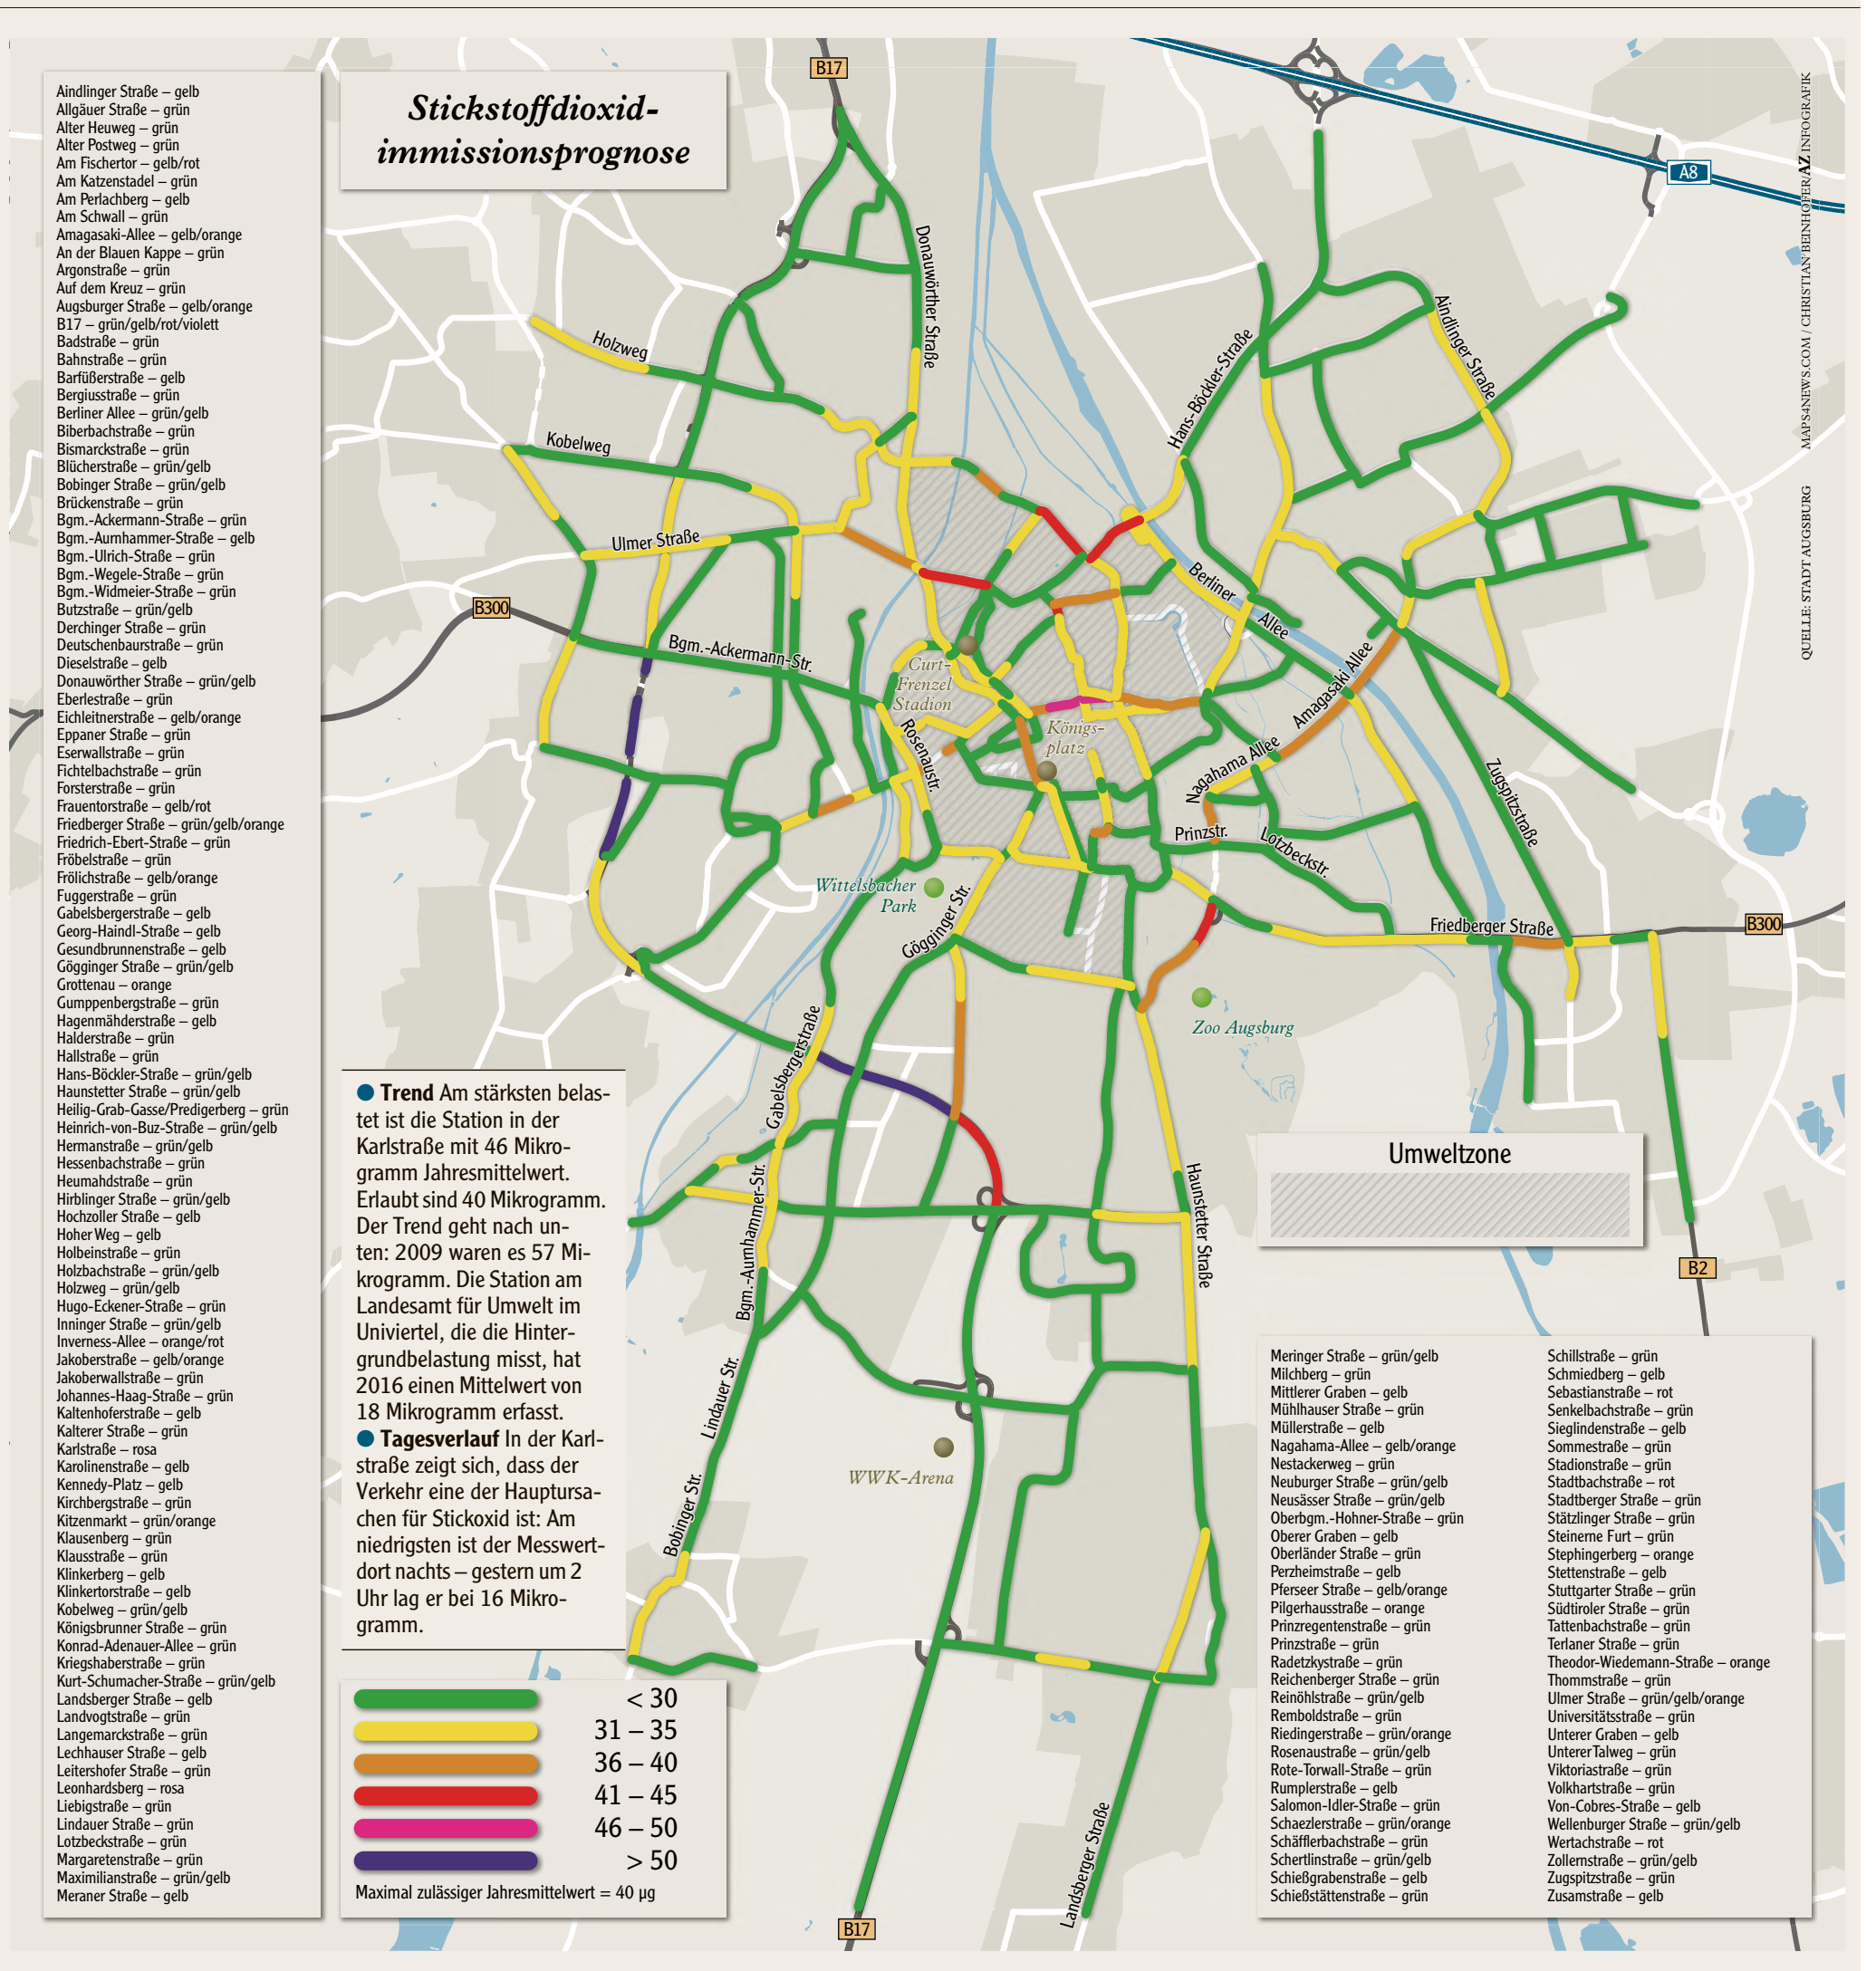 Aindlinger Straße – gelb
Allgäuer Straße – grün
Alter Heuweg – grün
Alter Postweg – grün
Am Fischertor – gelb/rot
Am Katzenstadel – grün
Am Perlachberg – gelb
Am Schwall – grün
Amagasaki-Allee – gelb/orange
An der Blauen Kappe – grün
Argonstraße – grün
Auf dem Kreuz – grün
Augsburger Straße – gelb/orange
B17 – grün/gelb/rot/violett
Badstraße – grün
Bahnstraße – grün
Barfüßerstraße – gelb
Bergiusstraße – grün
Berliner Allee – grün/gelb
Biberbachstraße – grün
Bismarckstraße – grün
Blücherstraße – grün/gelb
Bobinger Straße – grün/gelb
Brückenstraße – grün
Bgm.-Ackermann-Straße – grün
Bgm.-Aurnhammer-Straße – gelb
Bgm.-Ulrich-Straße – grün
Bgm.-Wegele-Straße – grün
Bgm.-Widmeier-Straße – grün
Butzstraße – grün/gelb
Derchinger Straße – grün
Deutschenbaurstraße – grün
Dieselstraße – gelb
Donauwörther Straße – grün/gelb
Eberlestraße – grün
Eichleitnerstraße – gelb/orange
Eppaner Straße – grün
Eserwallstraße – grün
Fichtelbachstraße – grün
Forsterstraße – grün
Frauentorstraße – gelb/rot
Friedberger Straße – grün/gelb/orange
Friedrich-Ebert-Straße – grün
Fröbelstraße – grün
Frölichstraße – gelb/orange
Fuggerstraße – grün
Gabelsbergerstraße – gelb
Georg-Haindl-Straße – gelb
Gesundbrunnenstraße – gelb
Gögginger Straße – grün/gelb
Grottenau – orange
Gumppenbergstraße – grün
Hagenmähderstraße – gelb
Halderstraße – grün
Hallstraße – grün
Hans-Böckler-Straße – grün/gelb
Haunstetter Straße – grün/gelb
Heilig-Grab-Gasse/Predigerberg – grün
Heinrich-von-Buz-Straße – grün/gelb
Hermanstraße – grün/gelb
Hessenbachstraße – grün
Heumahdstraße – grün
Hirblinger Straße – grün/gelb
Hochzoller Straße – gelb
Hoher Weg – gelb
Holbeinstraße – grün
Holzbachstraße – grün/gelb
Holzweg – grün/gelb
Hugo-Eckener-Straße – grün
Inninger Straße – grün/gelb
Inverness-Allee – orange/rot
Jakoberstraße – gelb/orange
Jakoberwallstraße – grün
Johannes-Haag-Straße – grün
Kaltenhoferstraße – gelb
Kalterer Straße – grün
Karlstraße – rosa
Karolinenstraße – gelb
Kennedy-Platz – gelb
Kirchbergstraße – grün
Kitzenmarkt – grün/orange
Klausenberg – grün
Klausstraße – grün
Klinkerberg – gelb
Klinkertorstraße – gelb
Kobelweg – grün/gelb
Königsbrunner Straße – grün
Konrad-Adenauer-Allee – grün
Kriegshaberstraße – grün
Kurt-Schumacher-Straße – grün/gelb
Landsberger Straße – gelb
Landvogtstraße – grün
Langemarckstraße – grün
Lechhauser Straße – gelb
Leitershofer Straße – grün
Leonhardsberg – rosa
Liebigstraße – grün
Lindauer Straße – grün
Lotzbeckstraße – grün
Margaretenstraße – grün
Maximilianstraße – grün/gelb
Meraner Straße – gelb
Stickstoffdioxid-
immissionsprognose
B17
A8
Donauwörther Straße
Holzweg
Kobelweg
Ulmer Straße
B300
Bgm.-Ackermann-Str.
Hans-Böckler-Straße
Aindlinger Straße
Berliner
Allee
Curt-
Frenzel
Stadion
Königs-
platz
Rosenaustr.
Amagasaki Allee
Nagahama Allee
Zugspitzstraße
Prinzstr.
Lotzbeckstr.
Wittelsbacher
Park
Gögginger Str.
Friedberger Straße
B300
Zoo Augsburg
Gabelsbergerstraße
Bgm.-Aurnhammer-Str.
Haunstetter Straße
Lindauer Str.
Bobinger Str.
WWK-Arena
Landsberger Straße
B17
B2
MAPS4NEWS.COM / CHRISTIAN BEINHOFER/AZ INFOGRAFIK
QUELLE: STADT AUGSBURG
Trend Am stärksten belas-
tet ist die Station in der
Karlstraße mit 46 Mikro-
gramm Jahresmittelwert.
Erlaubt sind 40 Mikrogramm.
Der Trend geht nach un-
ten: 2009 waren es 57 Mi-
krogramm. Die Station am
Landesamt für Umwelt im
Univiertel, die die Hinter-
grundbelastung misst, hat
2016 einen Mittelwert von
18 Mikrogramm erfasst.
Tagesverlauf In der Karl-
straße zeigt sich, dass der
Verkehr eine der Hauptursa-
chen für Stickoxid ist: Am
niedrigsten ist der Messwert-
dort nachts – gestern um 2
Uhr lag er bei 16 Mikro-
gramm.
< 30
31 – 35
36 – 40
41 – 45
46 – 50
> 50
Maximal zulässiger Jahresmittelwert = 40 µg
Umweltzone
Meringer Straße – grün/gelb
Milchberg – grün
Mittlerer Graben – gelb
Mühlhauser Straße – grün
Müllerstraße – gelb
Nagahama-Allee – gelb/orange
Nestackerweg – grün
Neuburger Straße – grün/gelb
Neusässer Straße – grün/gelb
Oberbgm.-Hohner-Straße – grün
Oberer Graben – gelb
Oberländer Straße – grün
Perzheimstraße – gelb
Pferseer Straße – gelb/orange
Pilgerhausstraße – orange
Prinzregentenstraße – grün
Prinzstraße – grün
Radetzkystraße – grün
Reichenberger Straße – grün
Reinöhlstraße – grün/gelb
Remboldstraße – grün
Riedingerstraße – grün/orange
Rosenaustraße – grün/gelb
Rote-Torwall-Straße – grün
Rumplerstraße – gelb
Salomon-Idler-Straße – grün
Schaezlerstraße – grün/orange
Schäfflerbachstraße – grün
Schertlinstraße – grün/gelb
Schießgrabenstraße – gelb
Schießstättenstraße – grün
Schillstraße – grün
Schmiedberg – gelb
Sebastianstraße – rot
Senkelbachstraße – grün
Sieglindenstraße – gelb
Sommestraße – grün
Stadionstraße – grün
Stadtbachstraße – rot
Stadtberger Straße – grün
Stätzlinger Straße – grün
Steinerne Furt – grün
Stephingerberg – orange
Stettenstraße – gelb
Stuttgarter Straße – grün
Südtiroler Straße – grün
Tattenbachstraße – grün
Terlaner Straße – grün
Theodor-Wiedemann-Straße – orange
Thommstraße – grün
Ulmer Straße – grün/gelb/orange
Universitätsstraße – grün
Unterer Graben – gelb
Unterer Talweg – grün
Viktoriastraße – grün
Volkhartstraße – grün
Von-Cobres-Straße – gelb
Wellenburger Straße – grün/gelb
Wertachstraße – rot
Zollernstraße – grün/gelb
Zugspitzstraße – grün
Zusamstraße – gelb